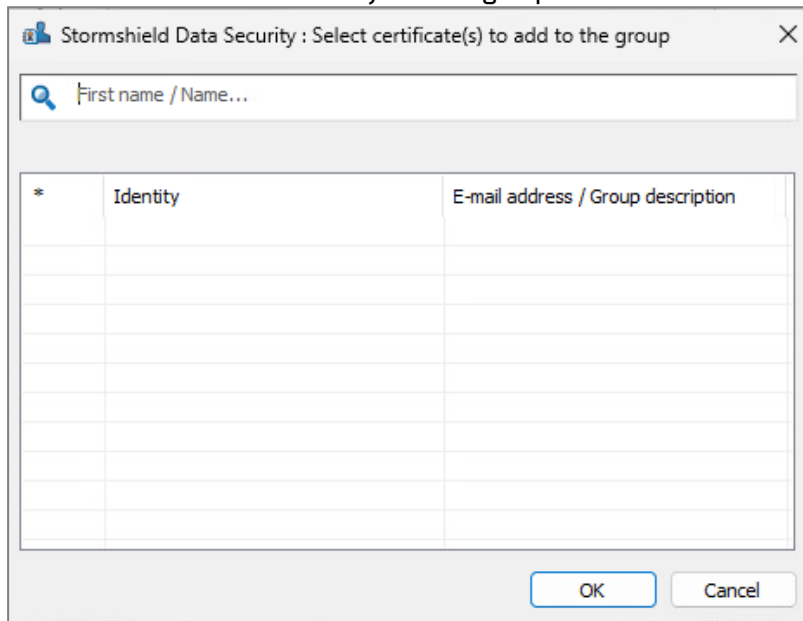 Stormshield Data Security : Select certificate(s) to add to the group
First name / Name...
* Identity E-mail address / Group description
OK Cancel